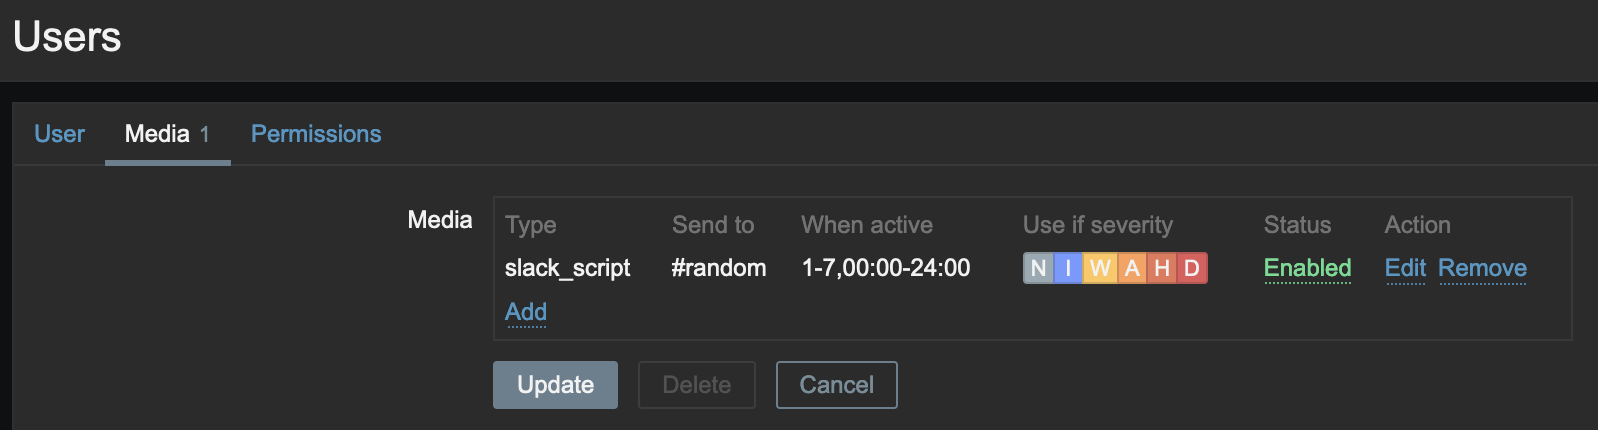 Users
User Media 1 Permissions
Media
Type Send to When active Use if severity Status Action
slack_script #random 1-7,00:00-24:00 N I W A H D Enabled Edit Remove
Add
Update Delete Cancel